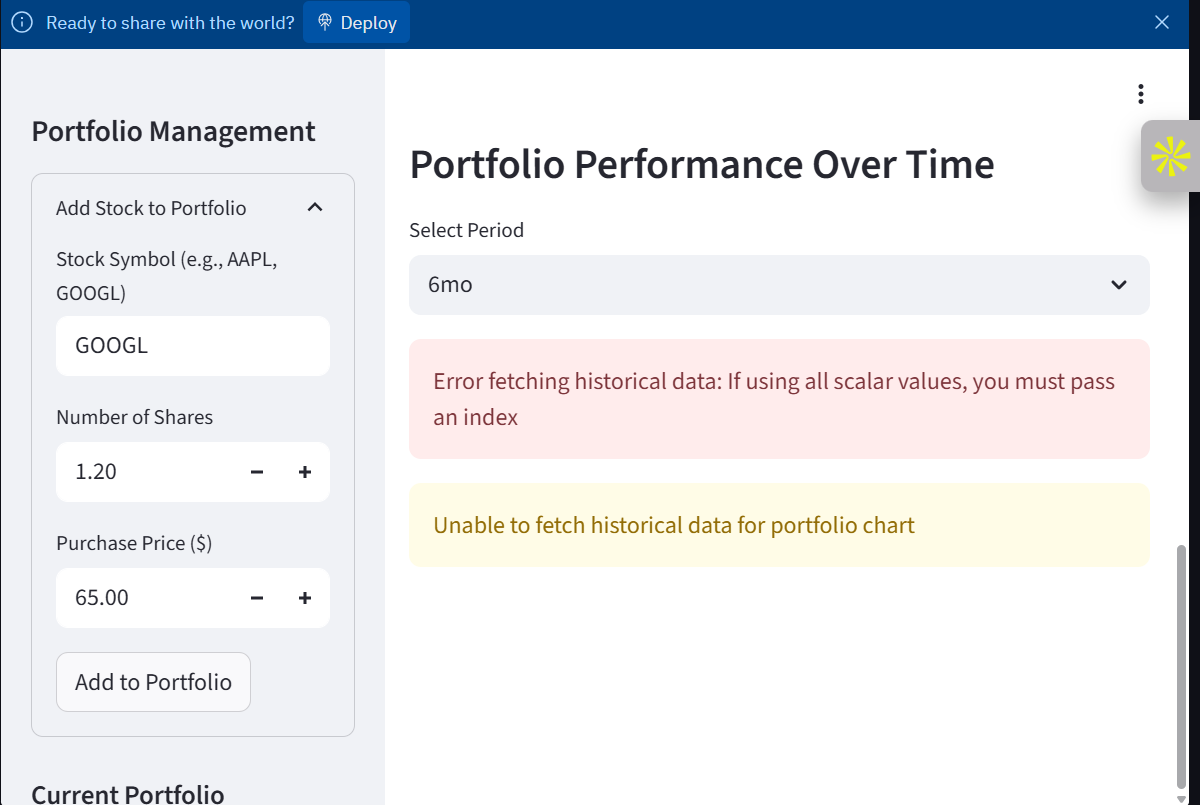 Ready to share with the world? Deploy
Portfolio Management
Add Stock to Portfolio
Stock Symbol (e.g., AAPL,
GOOGL)
GOOGL
Number of Shares
1.20
Purchase Price ($)
65.00
Add to Portfolio
Current Portfolio
Portfolio Performance Over Time
Select Period
6mo
Error fetching historical data: If using all scalar values, you must pass
an index
Unable to fetch historical data for portfolio chart